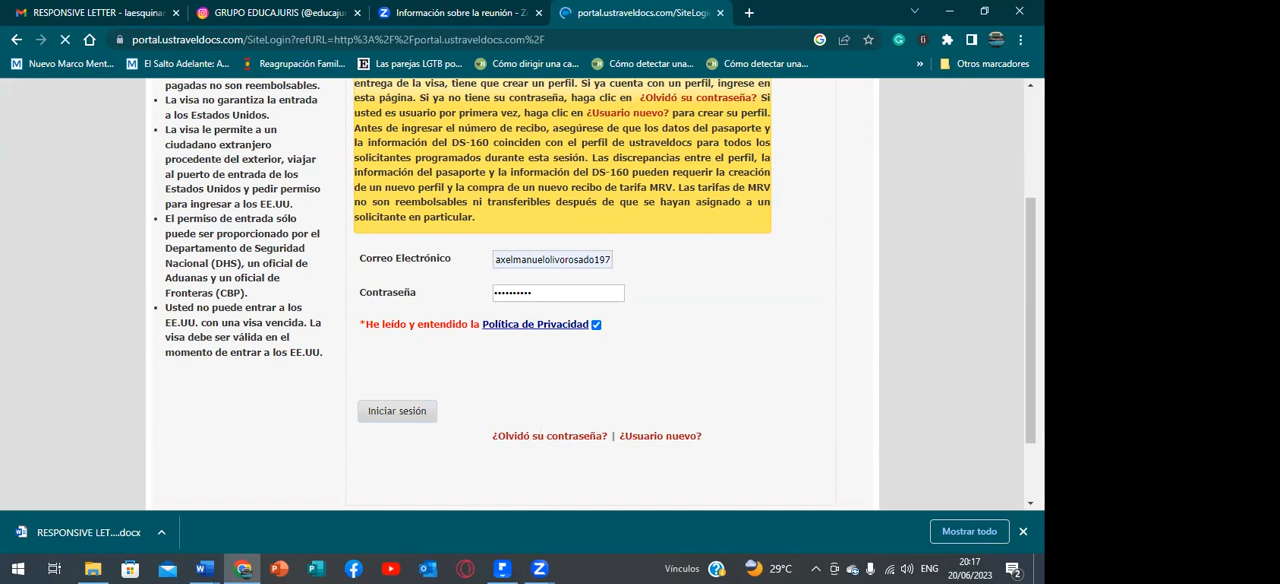 RESPONSIVE LETTER - laesquina
GRUPO EDUCAJURIS (@educaju
Información sobre la reunión - Z
portal.ustraveldocs.com/SiteLogi
portal.ustraveldocs.com/SiteLogin?refURL=http%3A%2F%2Fportal.ustraveldocs.com%2F
Nuevo Marco Ment...
El Salto Adelante: A...
Reagrupación Famil...
Las parejas LGTB po...
Cómo dirigir una ca...
Cómo detectar una...
Cómo detectar una...
»
Otros marcadores
pagadas no son reembolsables.
• La visa no garantiza la entrada
a los Estados Unidos.
• La visa le permite a un
ciudadano extranjero
procedente del exterior, viajar
al puerto de entrada de los
Estados Unidos y pedir permiso
para ingresar a los EE.UU.
• El permiso de entrada sólo
puede ser proporcionado por el
Departamento de Seguridad
Nacional (DHS), un oficial de
Aduanas y un oficial de
Fronteras (CBP).
• Usted no puede entrar a los
EE.UU. con una visa vencida. La
visa debe ser válida en el
momento de entrar a los EE.UU.
entrega de la visa, tiene que crear un perfil. Si ya cuenta con un perfil, ingrese en
esta página. Si ya no tiene su contraseña, haga clic en ¿Olvidó su contraseña? Si
usted es usuario por primera vez, haga clic en ¿Usuario nuevo? para crear su perfil.
Antes de ingresar el número de recibo, asegúrese de que los datos del pasaporte y
la información del DS-160 coinciden con el perfil de ustraveldocs para todos los
solicitantes programados durante esta sesión. Las discrepancias entre el perfil, la
información del pasaporte y la información del DS-160 pueden requerir la creación
de un nuevo perfil y la compra de un nuevo recibo de tarifa MRV. Las tarifas de MRV
no son reembolsables ni transferibles después de que se hayan asignado a un
solicitante en particular.
Correo Electrónico axelmanuelolivorosado197
Contraseña ••••••••••
*He leído y entendido la Política de Privacidad
Iniciar sesión
¿Olvidó su contraseña? | ¿Usuario nuevo?
RESPONSIVE LET....docx
Mostrar todo
Vínculos
29°C
ENG
20:17
20/06/2023
2